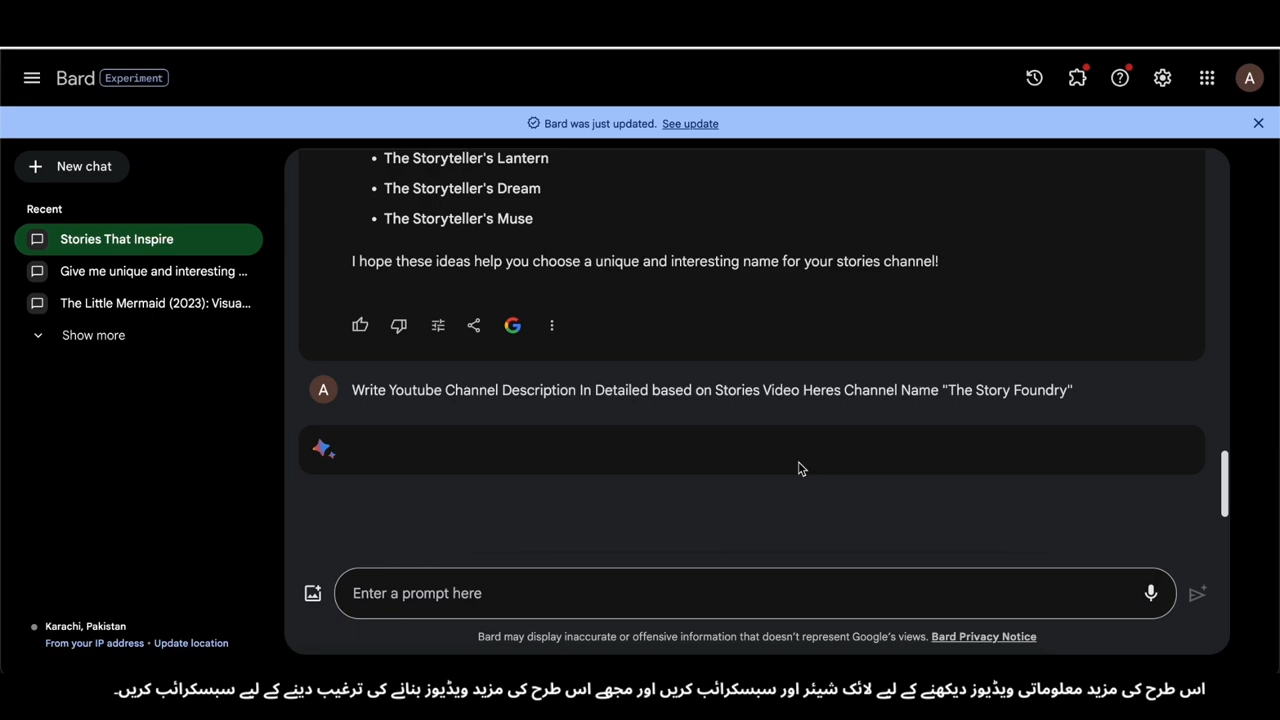 Bard Experiment
A
Bard was just updated. See update
New chat
Recent
Stories That Inspire
Give me unique and interesting ...
The Little Mermaid (2023): Visua...
Show more
• The Storyteller's Lantern
• The Storyteller's Dream
• The Storyteller's Muse
I hope these ideas help you choose a unique and interesting name for your stories channel!
A Write Youtube Channel Description In Detailed based on Stories Video Heres Channel Name "The Story Foundry"
Enter a prompt here
Bard may display inaccurate or offensive information that doesn't represent Google's views. Bard Privacy Notice
Karachi, Pakistan
From your IP address • Update location
اس طرح کی مزید معلوماتی ویڈیوز دیکھنے کے لیے لائک شیئر اور سبسکرائب کریں اور مجھے اس طرح کی مزید ویڈیوز بنانے کی ترغیب دینے کے لیے سبسکرائب کریں۔